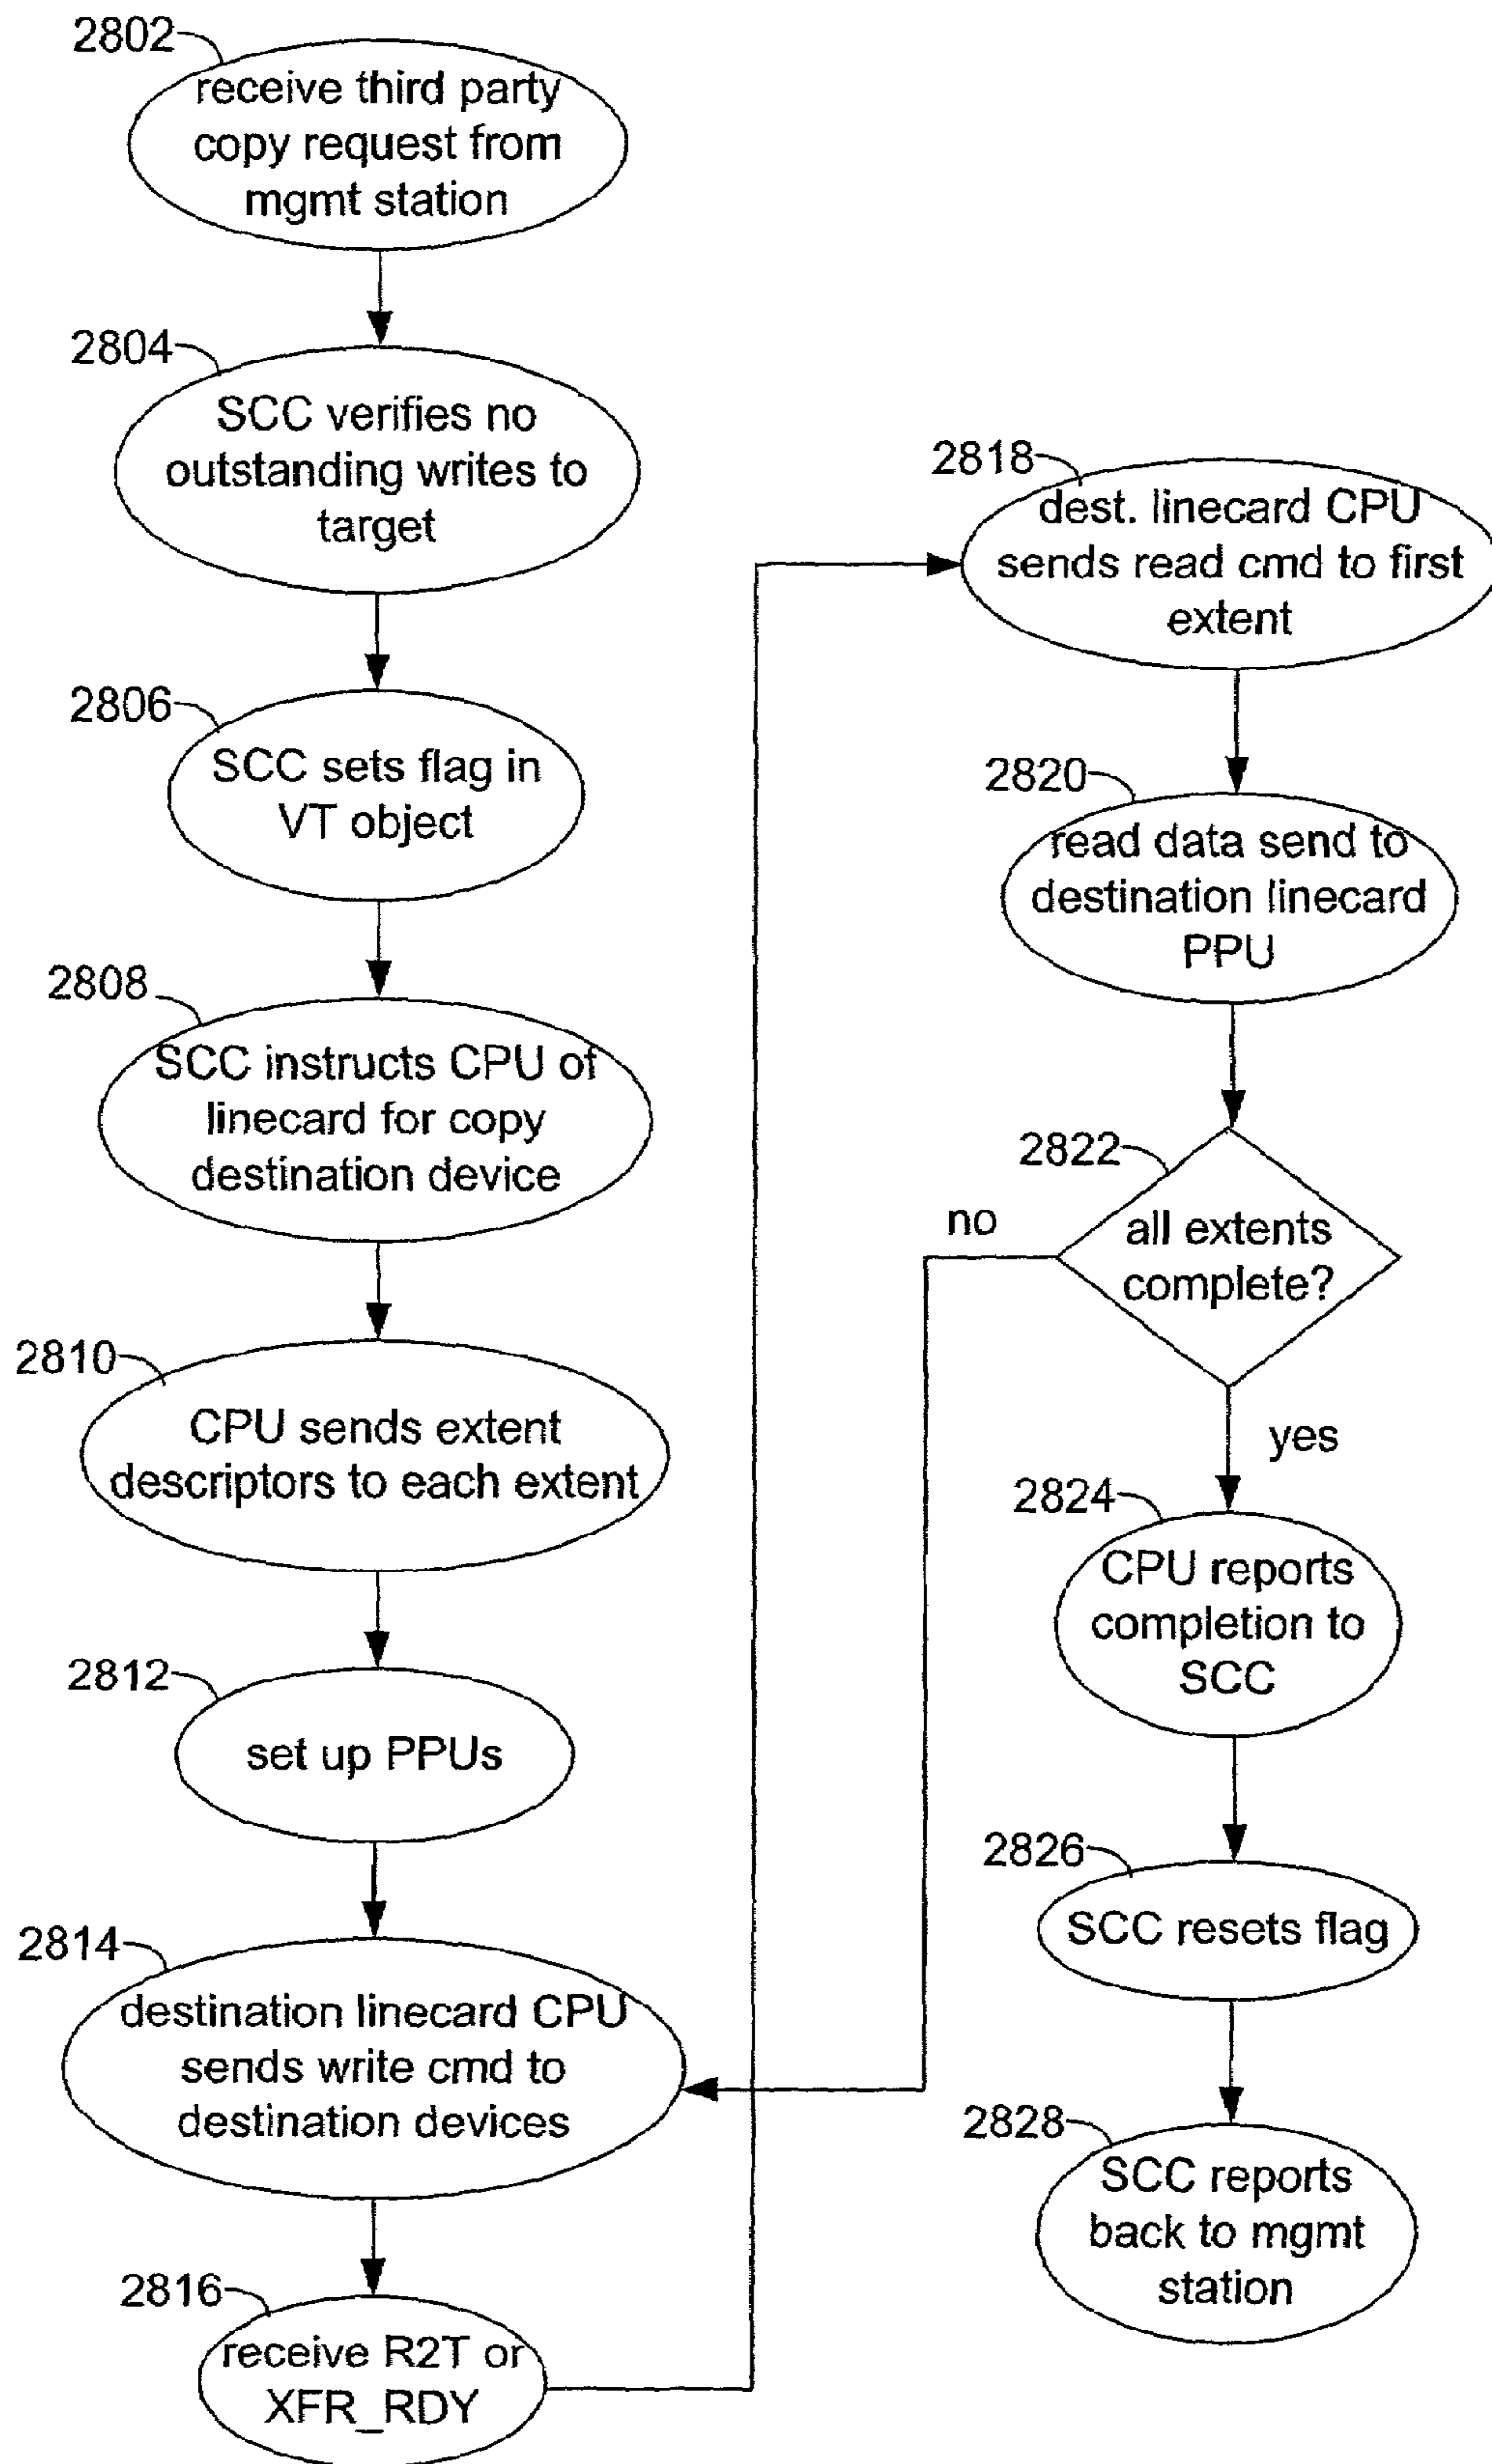 2802
receive third party
copy request from
mgmt station
2804
SCC verifies no
outstanding writes to
target
2806
SCC sets flag in
VT object
2808
SCC instructs CPU of
linecard for copy
destination device
2810
CPU sends extent
descriptors to each extent
2812
set up PPUs
2814
destination linecard CPU
sends write cmd to
destination devices
2816
receive R2T or
XFR_RDY
2818
dest. linecard CPU
sends read cmd to first
extent
2820
read data send to
destination linecard
PPU
2822
all extents
complete?
no
yes
2824
CPU reports
completion to
SCC
2826
SCC resets flag
2828
SCC reports
back to mgmt
station